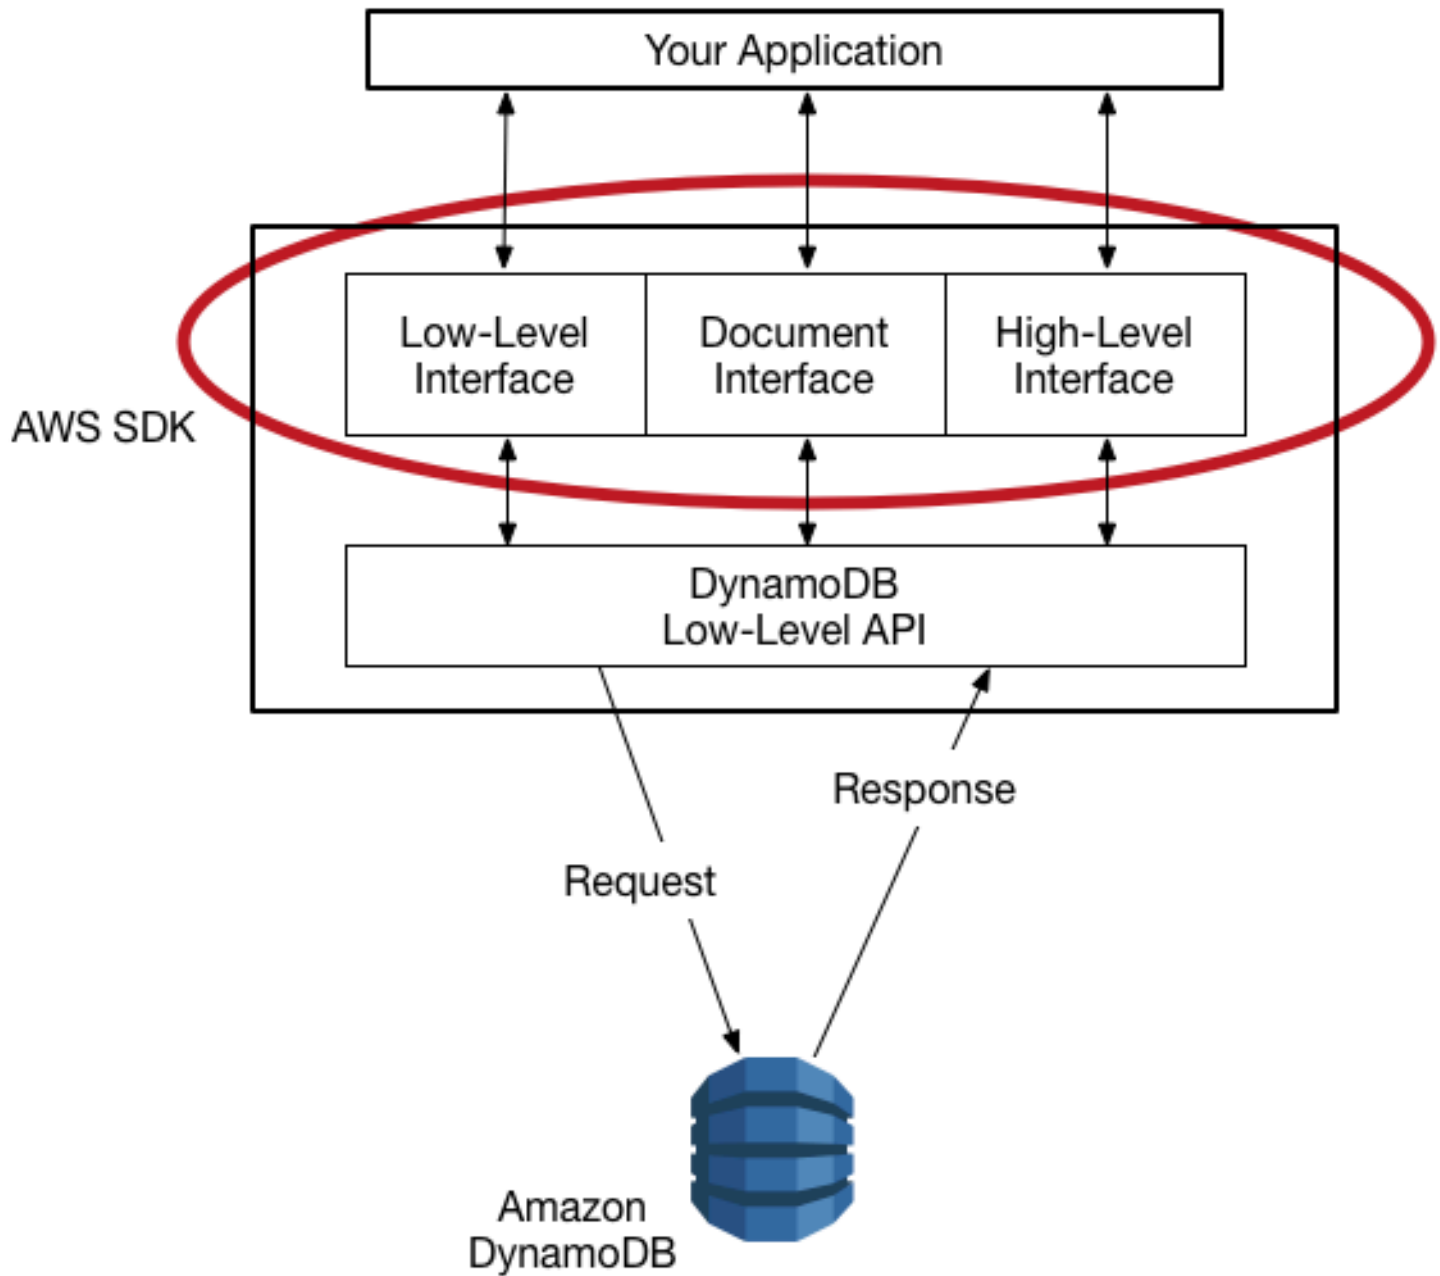 Your Application
Low-Level
Interface
Document
Interface
High-Level
Interface
AWS SDK
DynamoDB
Low-Level API
Response
Request
Amazon
DynamoDB